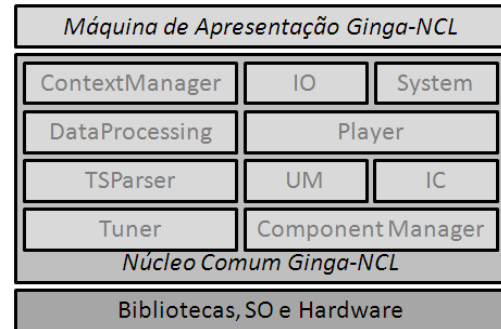 Máquina de Apresentação Ginga-NCL
ContextManager IO System
DataProcessing Player
TSParser UM IC
Tuner Component Manager
Núcleo Comum Ginga-NCL
Bibliotecas, SO e Hardware